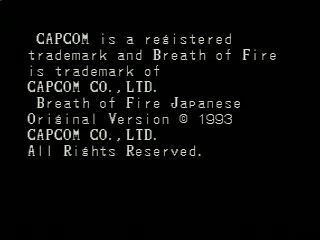 CAPCOM is a registered
trademark and Breath of Fire
is trademark of
CAPCOM CO.,LTD.
Breath of Fire Japanese
Original Version © 1993
CAPCOM CO.,LTD.
All Rights Reserved.